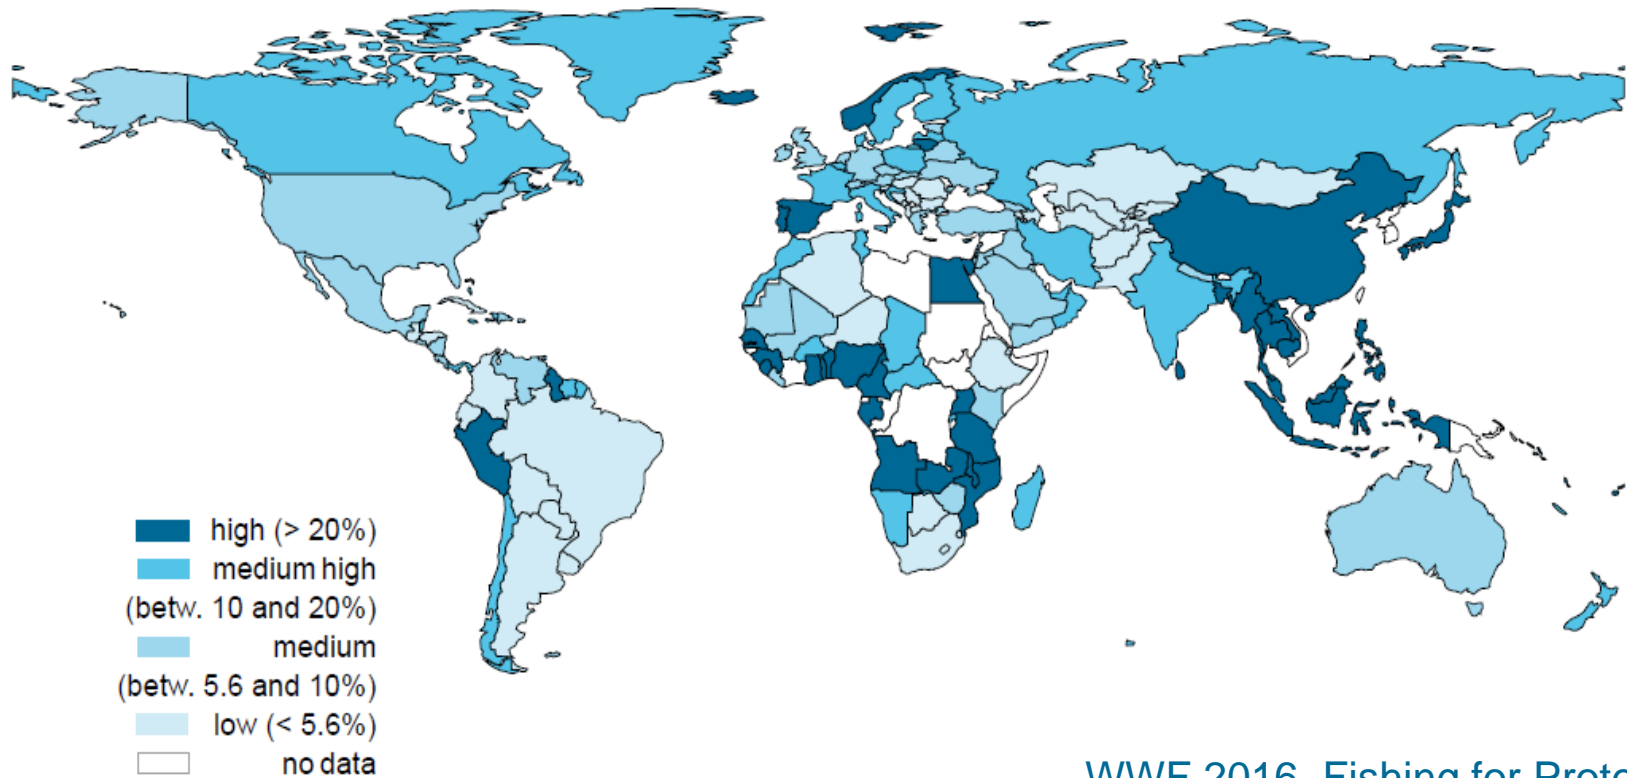 high (> 20%)
medium high
(betw. 10 and 20%)
medium
(betw. 5.6 and 10%)
low (< 5.6%)
no data
WWF 2016, Fishing for